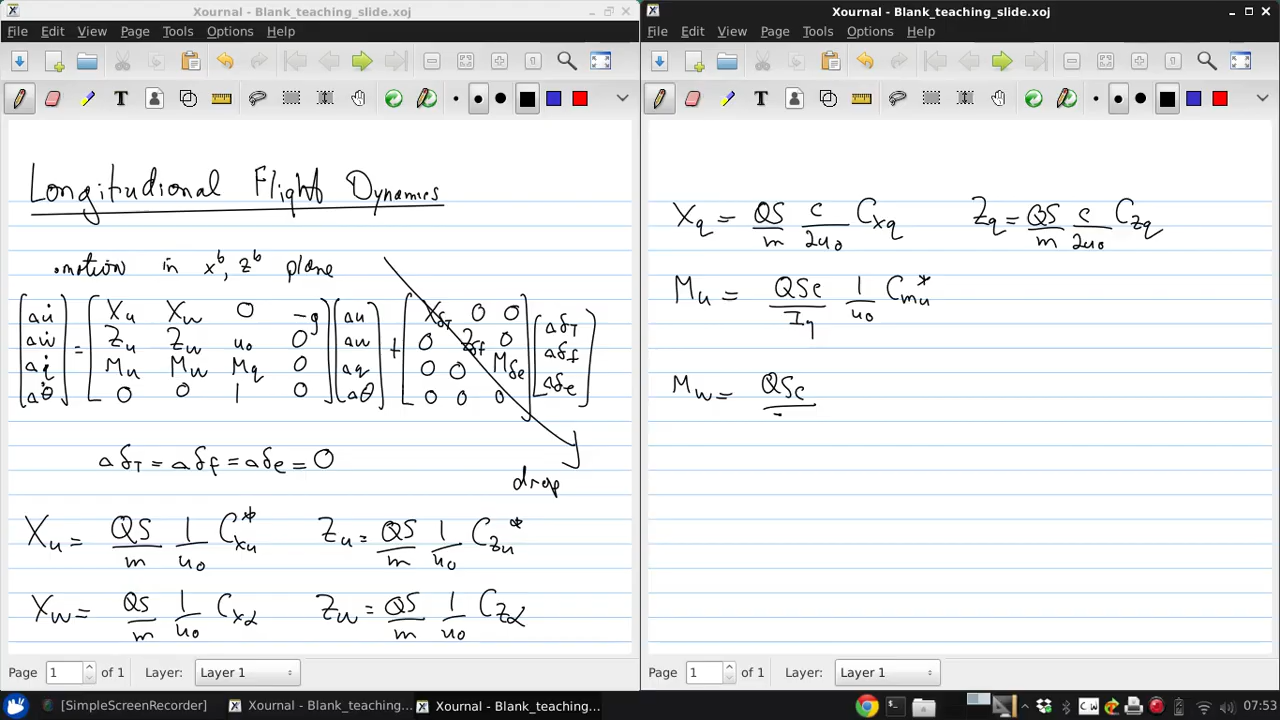 Xournal - Blank_teaching_slide.xoj
File Edit View Page Tools Options Help
Longitudional Flight Dynamics
. motion in x^b, z^b plane
[Δu̇ Δẇ Δq̇ Δθ̇] = [Xu Xw 0 -g
Zu Zw u₀ 0
Mu Mw Mq 0
0 0 1 0] [Δu Δw Δq Δθ] + [XδT 0 0
0 Zδf 0
0 0 Mδe
0 0 0] [ΔδT Δδf Δδe]
ΔδT = Δδf = Δδe = 0
drop
Xu = QS/m 1/u₀ C*xu Zu = QS/m 1/u₀ Czu*
Xw = QS/m 1/u₀ Cxα Zw = QS/m 1/u₀ Czα
Page 1 of 1 Layer: Layer 1
Xournal - Blank_teaching_slide.xoj
File Edit View Page Tools Options Help
Xq = QS/m c/2u₀ Cxq Zq = QS/m c/2u₀ Czq
Mu = QSc/Iy 1/u₀ Cmu*
Mw = QSc
Page 1 of 1 Layer: Layer 1
[SimpleScreenRecorder] Xournal - Blank_teaching... Xournal - Blank_teaching... CW 07:53